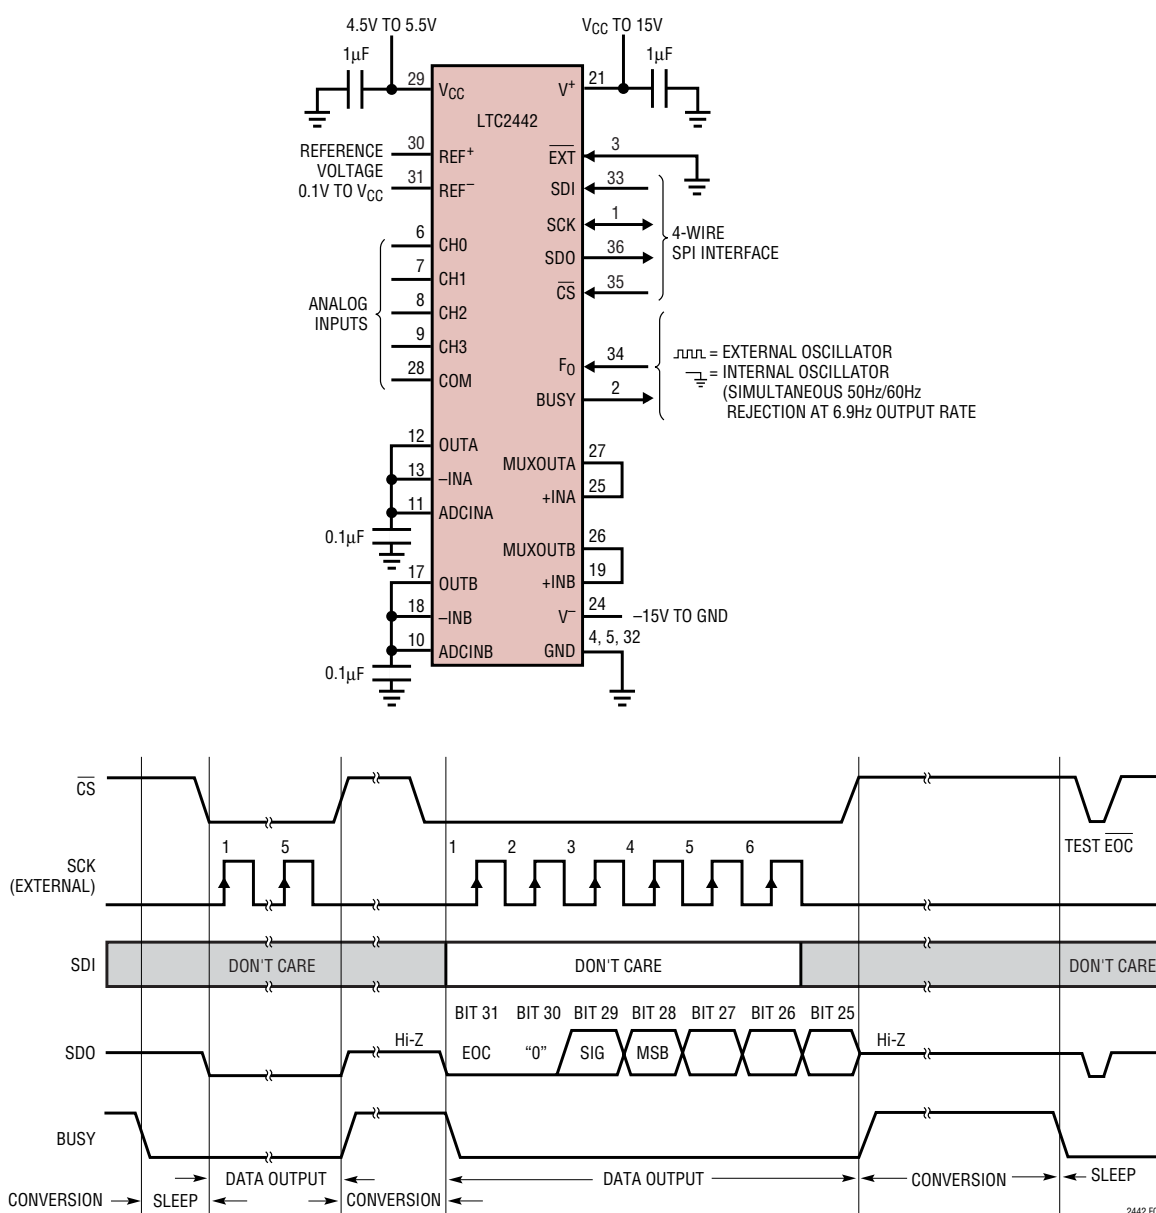 4.5V TO 5.5V
VCC TO 15V
1µF
1µF
29
VCC
V+
21
LTC2442
REFERENCE
VOLTAGE
0.1V TO VCC
30
REF+
31
REF–
EXT
3
SDI
33
SCK
1
SDO
36
CS
35
4-WIRE
SPI INTERFACE
ANALOG
INPUTS
6
CH0
7
CH1
8
CH2
9
CH3
28
COM
FO
34
BUSY
2
= EXTERNAL OSCILLATOR
= INTERNAL OSCILLATOR
(SIMULTANEOUS 50Hz/60Hz
REJECTION AT 6.9Hz OUTPUT RATE
12
OUTA
13
–INA
11
ADCINA
0.1µF
MUXOUTA
27
+INA
25
MUXOUTB
26
+INB
19
17
OUTB
18
–INB
10
ADCINB
0.1µF
V–
24
–15V TO GND
GND
4, 5, 32
CS
TEST EOC
SCK
(EXTERNAL)
1 5 1 2 3 4 5 6
SDI
DON'T CARE DON'T CARE DON'T CARE
BIT 31 BIT 30 BIT 29 BIT 28 BIT 27 BIT 26 BIT 25
SDO
Hi-Z EOC “0” SIG MSB Hi-Z
BUSY
DATA OUTPUT DATA OUTPUT CONVERSION SLEEP
CONVERSION SLEEP CONVERSION